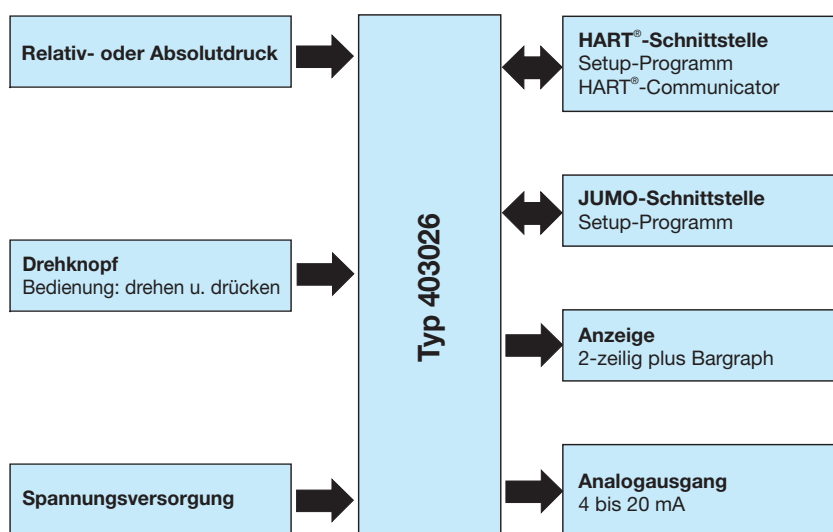 Relativ- oder Absolutdruck
Drehknopf
Bedienung: drehen u. drücken
Spannungsversorgung
Typ 403026
HART®-Schnittstelle
Setup-Programm
HART®-Communicator
JUMO-Schnittstelle
Setup-Programm
Anzeige
2-zeilig plus Bargraph
Analogausgang
4 bis 20 mA